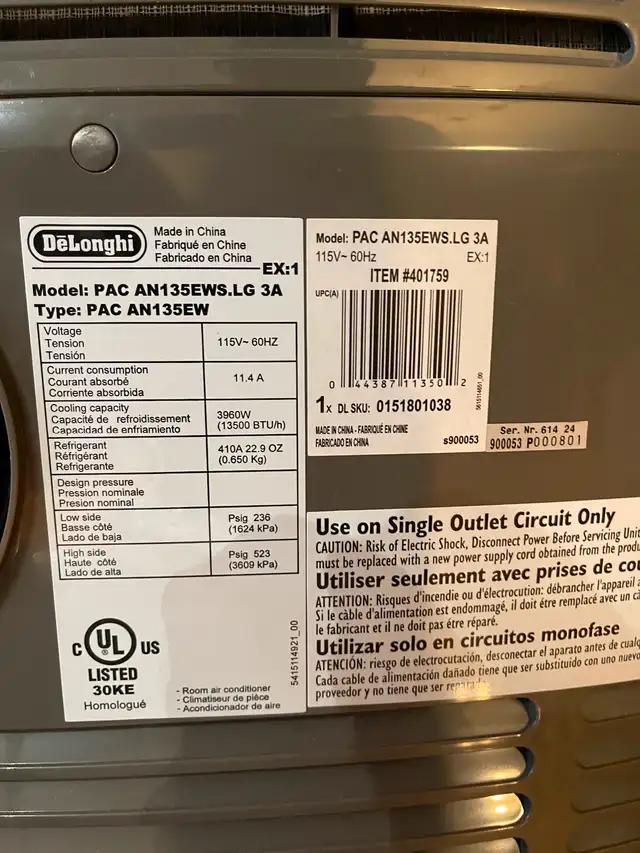 DeLonghi
Made in China
Fabriqué en Chine
Fabricado en China
EX:1
Model: PAC AN135EWS.LG 3A
Type: PAC AN135EW
Voltage
Tension
Tensión
115V~ 60HZ
Current consumption
Courant absorbé
Corriente absorbida
11.4 A
Cooling capacity
Capacité de refroidissement
Capacidad de enfriamiento
3960W
(13500 BTU/h)
Refrigerant
Réfrigérant
Refrigerante
410A 22.9 OZ
(0.650 Kg)
Design pressure
Pression nominale
Presion nominal
Low side
Basse côté
Lado de baja
Psig 236
(1624 kPa)
High side
Haute côté
Lado de alta
Psig 523
(3609 kPa)
C UL US
LISTED
30KE
Homologué
- Room air conditioner
- Climatiseur de pièce
- Acondicionador de aire
5415114921_00
Model: PAC AN135EWS.LG 3A
115V~ 60Hz EX:1
ITEM #401759
UPC(A)
0 44387 11350 2
1x DL SKU: 0151801038
MADE IN CHINA - FABRIQUÉ EN CHINE
FABRICADO EN CHINA s900053
Ser. Nr. 614 24
900053 P000801
Use on Single Outlet Circuit Only
CAUTION: Risk of Electric Shock, Disconnect Power Before Servicing Unit
must be replaced with a new power supply cord obtained from the produ
Utiliser seulement avec prises de cou
ATTENTION: Risques d'incendie ou d'électrocution: débrancher l'appareil
Si le câble d'alimentation est endommagé, il doit être remplacé avec un câ
le fabricant et il ne doit pas être réparé.
Utilizar solo en circuitos monofase
ATENCIÓN: riesgo de electrocutación, desconectar el aparato antes de cualq
Cada cable de alimentación dañado tiene que ser substituido con uno nuevo
proveedor y no tiene que ser reparado.